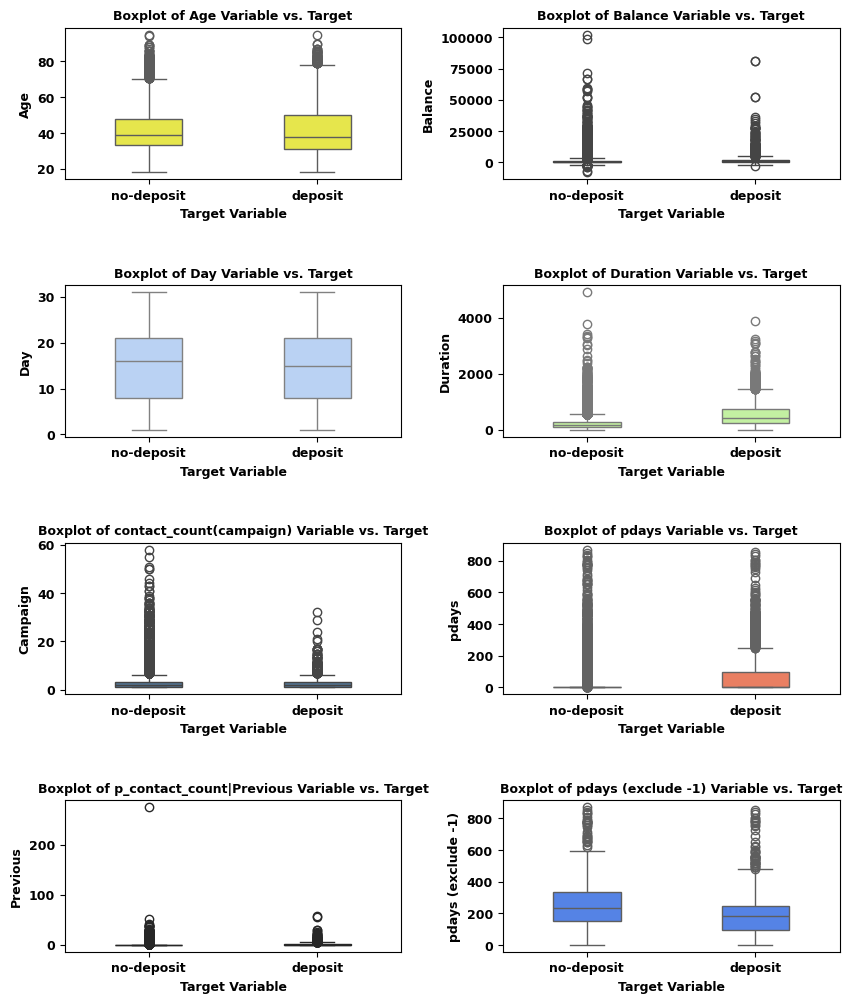 Boxplot of Age Variable vs. Target
Age
80
60
40
20
no-deposit
deposit
Target Variable
Boxplot of Balance Variable vs. Target
Balance
100000
75000
50000
25000
0
no-deposit
deposit
Target Variable
Boxplot of Day Variable vs. Target
Day
30
20
10
0
no-deposit
deposit
Target Variable
Boxplot of Duration Variable vs. Target
Duration
4000
2000
0
no-deposit
deposit
Target Variable
Boxplot of contact_count(campaign) Variable vs. Target
Campaign
60
40
20
0
no-deposit
deposit
Target Variable
Boxplot of pdays Variable vs. Target
pdays
800
600
400
200
0
no-deposit
deposit
Target Variable
Boxplot of p_contact_count|Previous Variable vs. Target
Previous
200
100
0
no-deposit
deposit
Target Variable
Boxplot of pdays (exclude -1) Variable vs. Target
pdays (exclude -1)
800
600
400
200
0
no-deposit
deposit
Target Variable